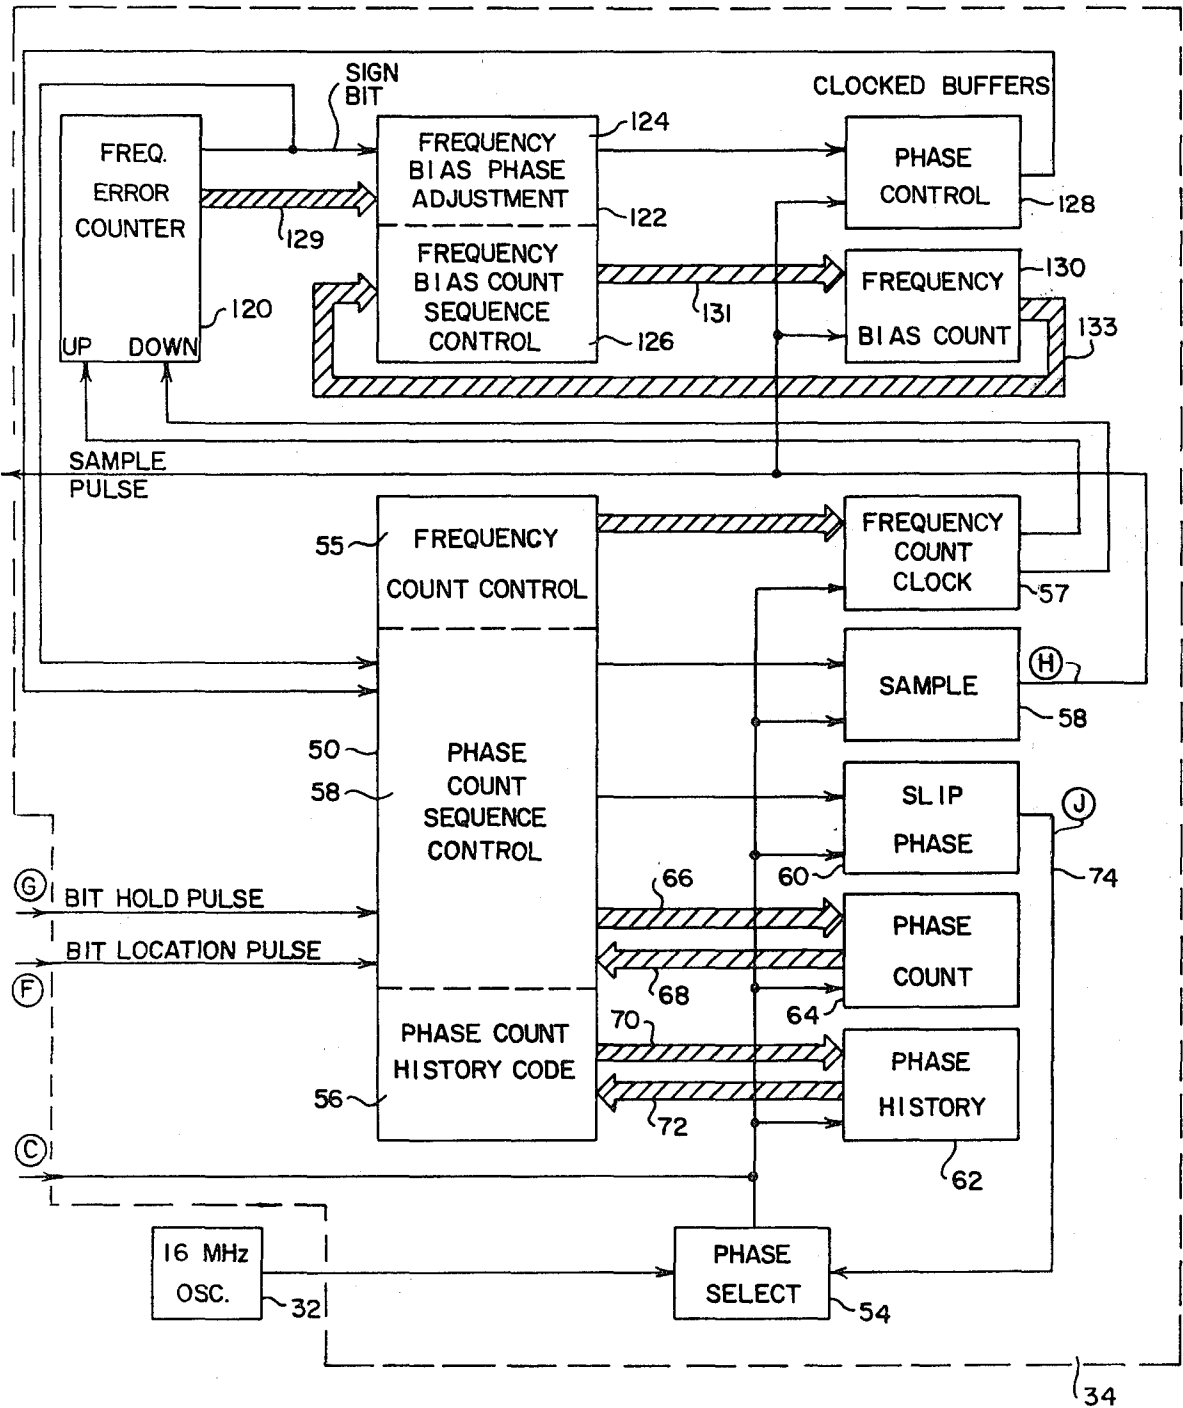 SIGN
BIT
CLOCKED BUFFERS
FREQ.
ERROR
COUNTER
UP DOWN
120
129
FREQUENCY
BIAS PHASE
ADJUSTMENT
124
122
FREQUENCY
BIAS COUNT
SEQUENCE
CONTROL
126
131
PHASE
CONTROL
128
FREQUENCY
BIAS COUNT
130
133
SAMPLE
PULSE
55
FREQUENCY
COUNT CONTROL
FREQUENCY
COUNT
CLOCK
57
SAMPLE
H
58
50
58
PHASE
COUNT
SEQUENCE
CONTROL
SLIP
PHASE
60
J
74
G
BIT HOLD PULSE
BIT LOCATION PULSE
F
66
68
PHASE
COUNT
64
PHASE COUNT
HISTORY CODE
56
70
72
PHASE
HISTORY
62
C
16 MHz
OSC.
32
PHASE
SELECT
54
34